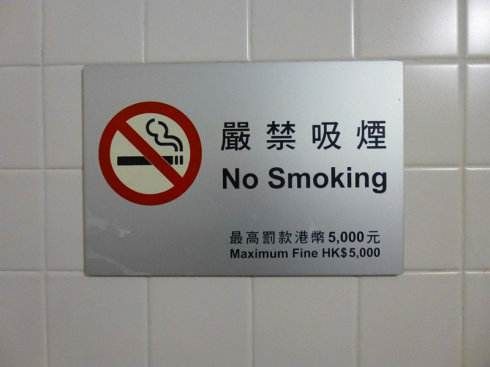 嚴禁吸煙
No Smoking
最高罰款港幣5,000元
Maximum Fine HK$5,000